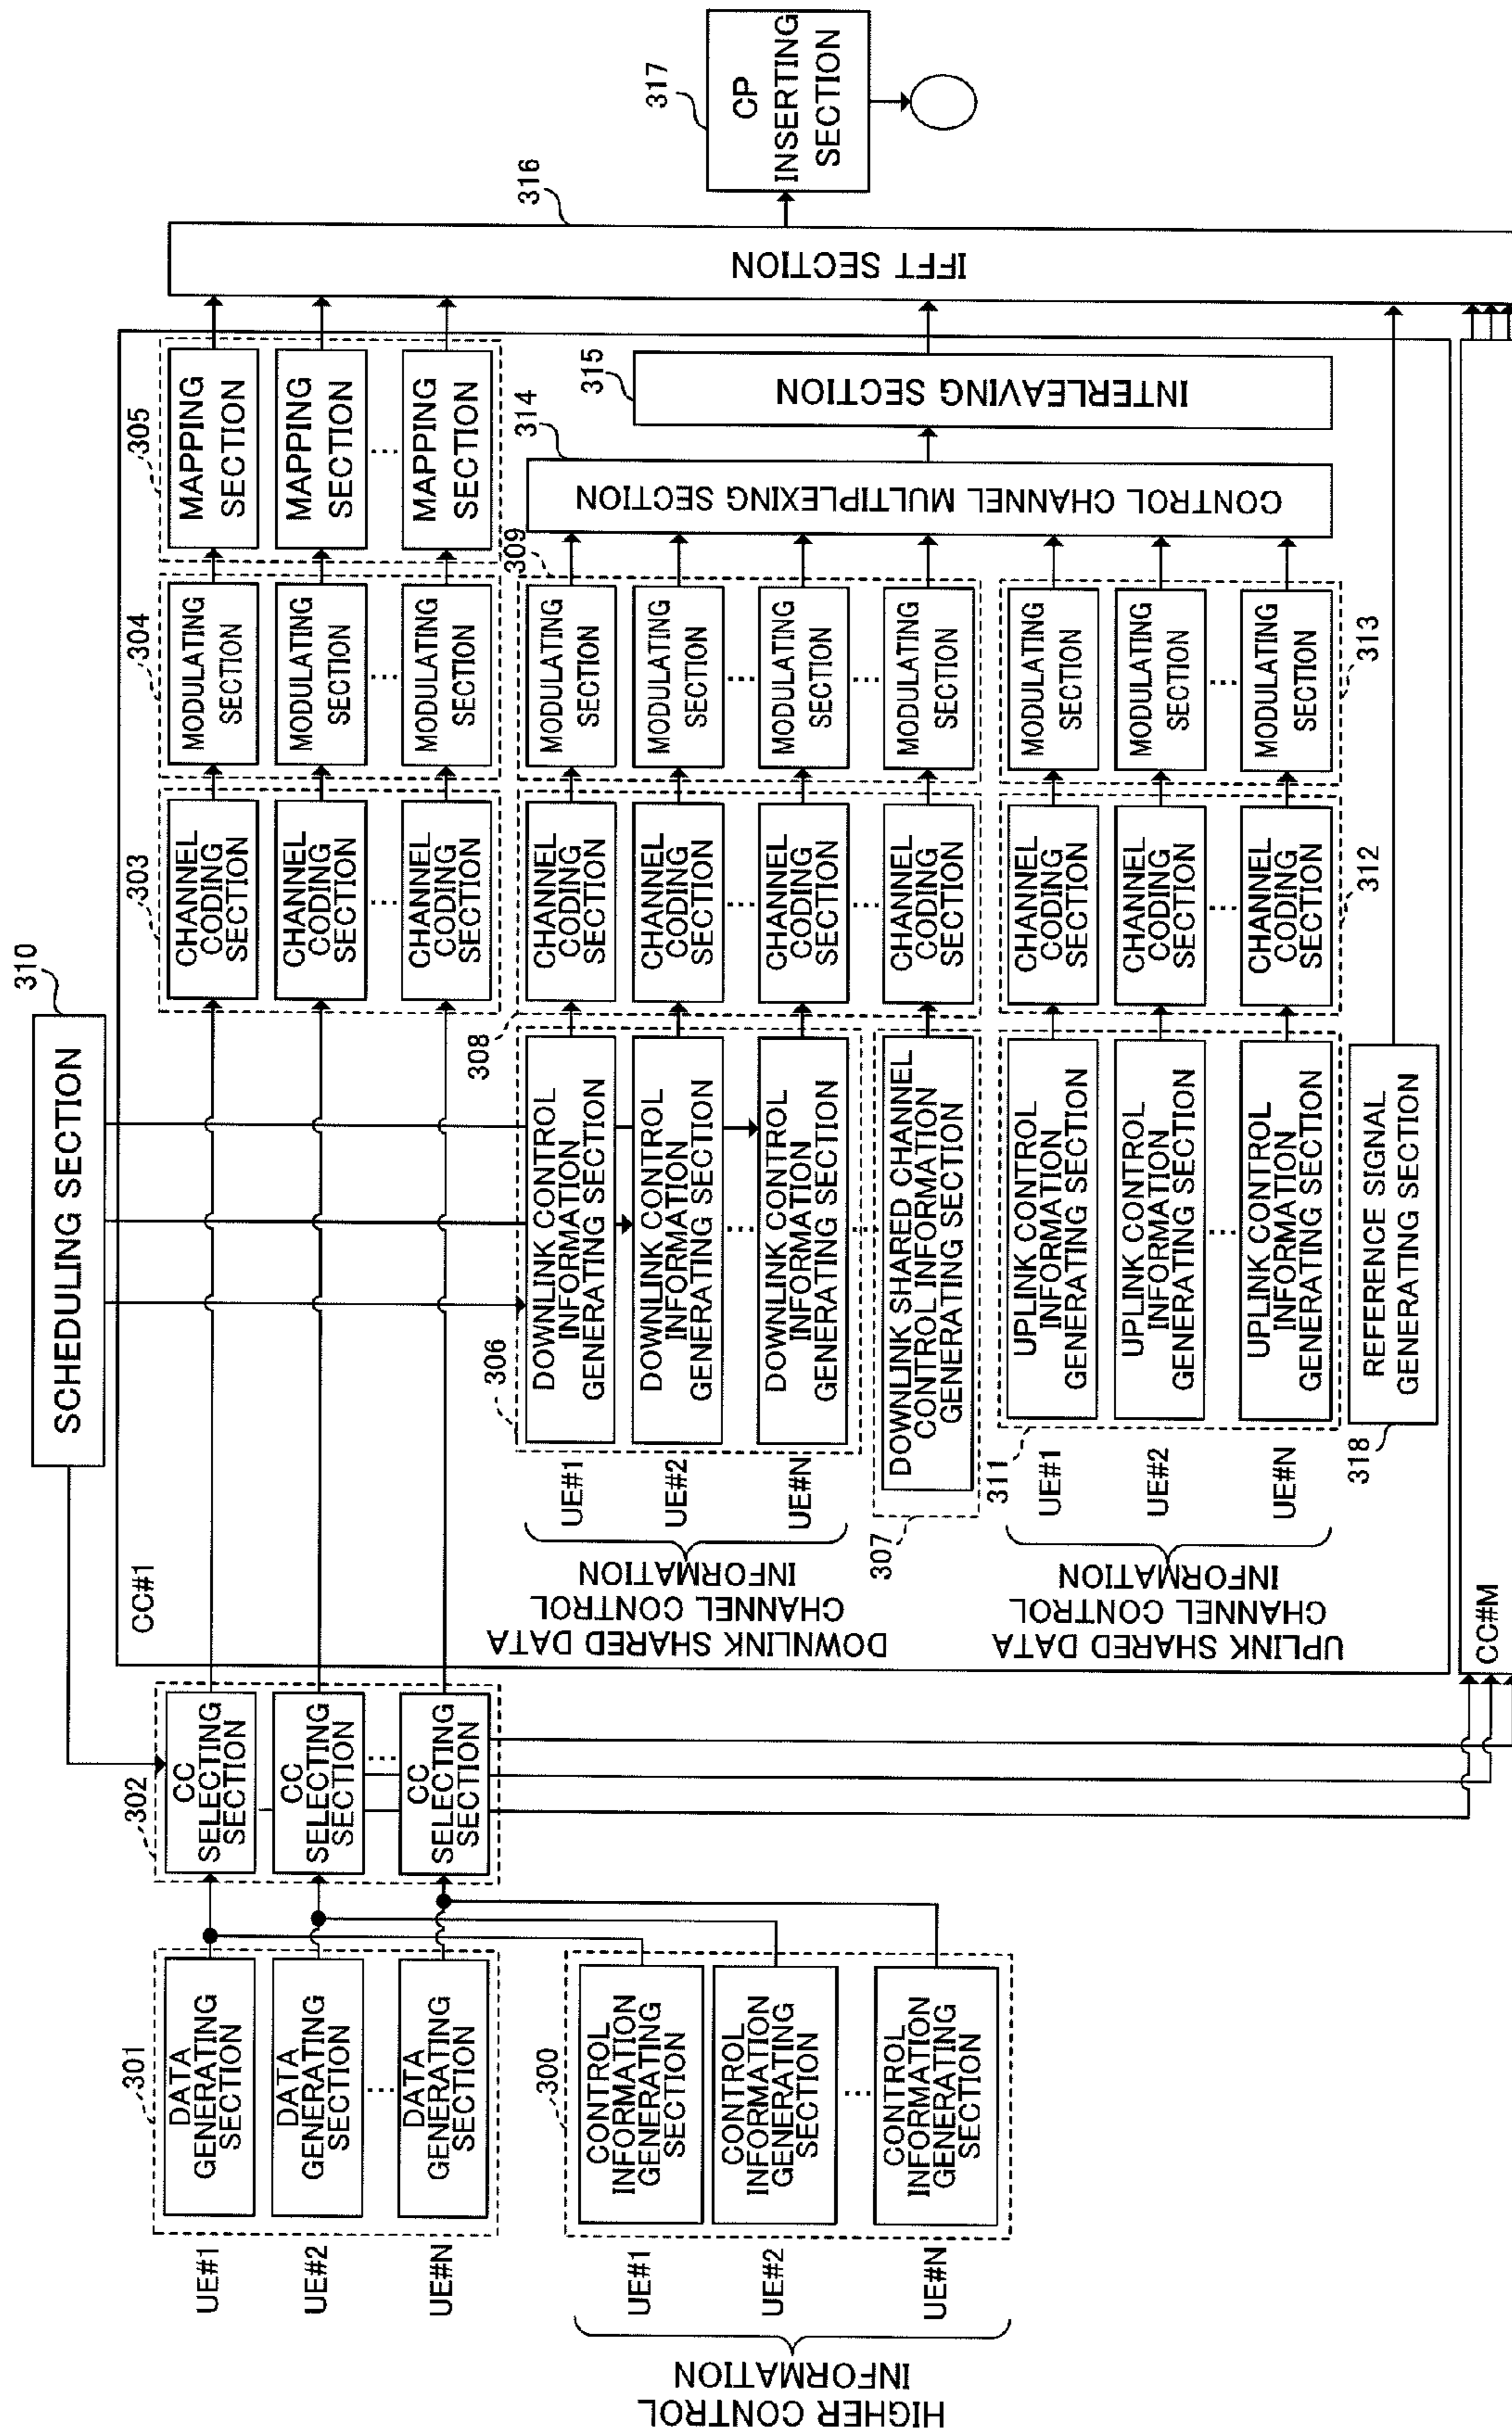 310
SCHEDULING SECTION
CC#1
301
UE#1
DATA
GENERATING
SECTION
UE#2
DATA
GENERATING
SECTION
...
UE#N
DATA
GENERATING
SECTION
HIGHER CONTROL
INFORMATION
300
UE#1
CONTROL
INFORMATION
GENERATING
SECTION
UE#2
CONTROL
INFORMATION
GENERATING
SECTION
...
UE#N
CONTROL
INFORMATION
GENERATING
SECTION
302
CC
SELECTING
SECTION
CC
SELECTING
SECTION
...
CC
SELECTING
SECTION
303
CHANNEL
CODING
SECTION
CHANNEL
CODING
SECTION
...
CHANNEL
CODING
SECTION
304
MODULATING
SECTION
MODULATING
SECTION
...
MODULATING
SECTION
305
MAPPING
SECTION
MAPPING
SECTION
...
MAPPING
SECTION
DOWNLINK SHARED DATA
CHANNEL CONTROL
INFORMATION
306
UE#1
DOWNLINK CONTROL
INFORMATION
GENERATING SECTION
UE#2
DOWNLINK CONTROL
INFORMATION
GENERATING SECTION
...
UE#N
DOWNLINK CONTROL
INFORMATION
GENERATING SECTION
...
307
DOWNLINK SHARED CHANNEL
CONTROL INFORMATION
GENERATING SECTION
308
CHANNEL
CODING
SECTION
CHANNEL
CODING
SECTION
...
CHANNEL
CODING
SECTION
...
CHANNEL
CODING
SECTION
309
MODULATING
SECTION
MODULATING
SECTION
...
MODULATING
SECTION
...
MODULATING
SECTION
UPLINK SHARED DATA
CHANNEL CONTROL
INFORMATION
311
UE#1
UPLINK CONTROL
INFORMATION
GENERATING SECTION
UE#2
UPLINK CONTROL
INFORMATION
GENERATING SECTION
...
UE#N
UPLINK CONTROL
INFORMATION
GENERATING SECTION
312
CHANNEL
CODING
SECTION
CHANNEL
CODING
SECTION
...
CHANNEL
CODING
SECTION
313
MODULATING
SECTION
MODULATING
SECTION
...
MODULATING
SECTION
314
CONTROL CHANNEL MULTIPLEXING SECTION
315
INTERLEAVING SECTION
318
REFERENCE SIGNAL
GENERATING SECTION
CC#M
316
IFFT SECTION
317
CP
INSERTING
SECTION